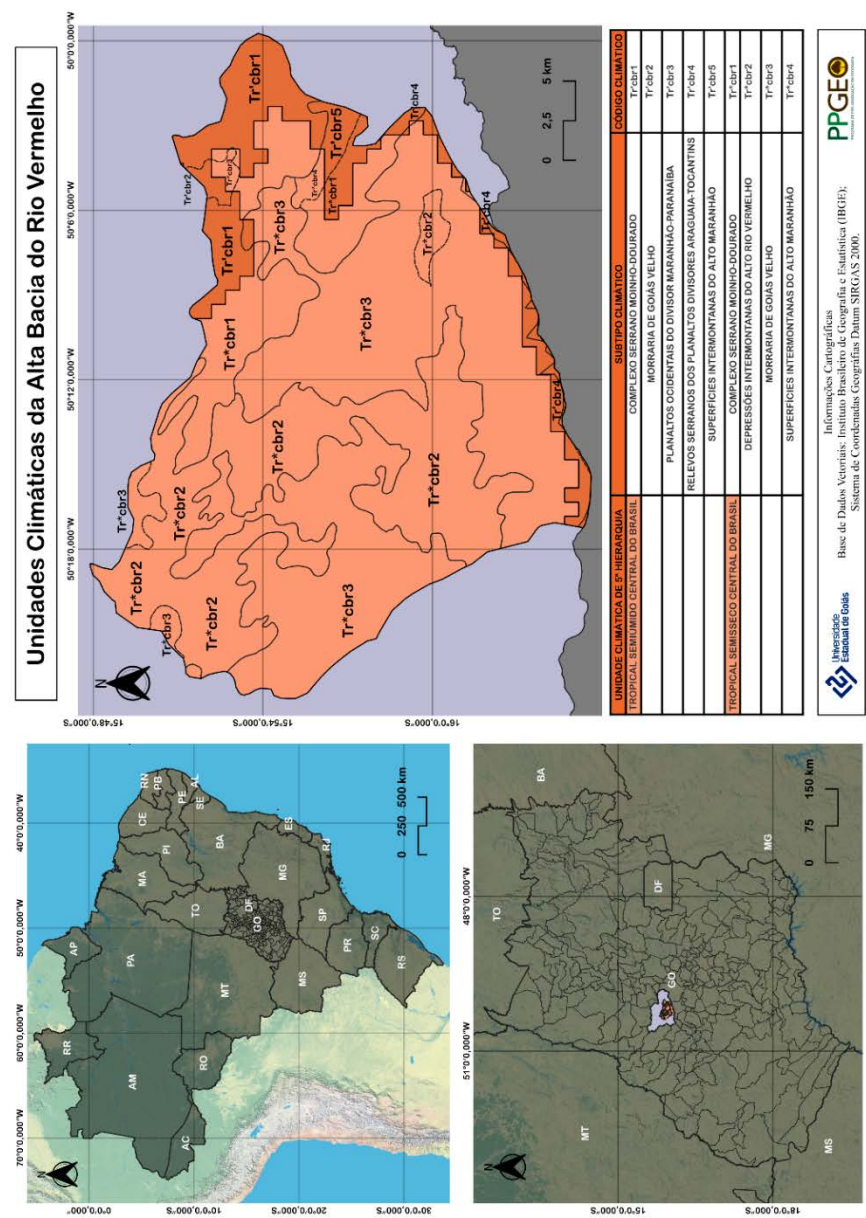 Unidades Climáticas da Alta Bacia do Rio Vermelho
70°0'0,000"W
60°0'0,000"W
50°0'0,000"W
40°0'0,000"W
0°0'0,000"
10°0'0,000"S
20°0'0,000"S
30°0'0,000"S
N
RR
AP
AM
PA
MA
CE
RN
PB
PE
AL
SE
PI
AC
RO
TO
BA
MT
DF
GO
MG
ES
MS
SP
RJ
PR
SC
RS
0 250 500 km
50°18'0,000"W
50°12'0,000"W
50°6'0,000"W
50°0'0,000"W
15°48'0,000"S
15°54'0,000"S
16°0'0,000"S
N
Tr*cbr3
Tr*cbr2
Tr*cbr3
Tr*cbr2
Tr*cbr2
Tr*cbr3
Tr*cbr2
Tr*cbr2
Tr*cbr1
Tr*cbr3
Tr*cbr3
Tr*cbr2
Tr*cbr1
Tr*cbr4
Tr'cbr1
Tr'cbr2
Tr'cbr1
Tr'cbr5
Tr'cbr4
Tr'cbr4
Tr'cbr4
0 2,5 5 km
51°0'0,000"W
48°0'0,000"W
15°0'0,000"S
18°0'0,000"S
N
TO
BA
MT
DF
GO
MG
MS
0 75 150 km
UNIDADE CLIMÁTICA DE 5ª HIERARQUIA SUBTIPO CLIMÁTICO CÓDIGO CLIMÁTICO
TROPICAL SEMIUMIDO CENTRAL DO BRASIL COMPLEXO SERRANO MOINHO-DOURADO Tr'cbr1
MORRARIA DE GOIÁS VELHO Tr'cbr2
PLANALTOS OCIDENTAIS DO DIVISOR MARANHÃO-PARANAÍBA Tr'cbr3
RELEVOS SERRANOS DOS PLANALTOS DIVISORES ARAGUAIA-TOCANTINS Tr'cbr4
SUPERFÍCIES INTERMONTANAS DO ALTO MARANHÃO Tr'cbr5
TROPICAL SEMISSECO CENTRAL DO BRASIL COMPLEXO SERRANO MOINHO-DOURADO Tr*cbr1
DEPRESSÕES INTERMONTANAS DO ALTO RIO VERMELHO Tr*cbr2
MORRARIA DE GOIÁS VELHO Tr*cbr3
SUPERFÍCIES INTERMONTANAS DO ALTO MARANHÃO Tr*cbr4
Universidade
Estadual de Goiás
Informações Cartográficas
Base de Dados Vetoriais: Instituto Brasileiro de Geografia e Estatística (IBGE);
Sistema de Coordenadas Geográfias Datum SIRGAS 2000.
PPGEO